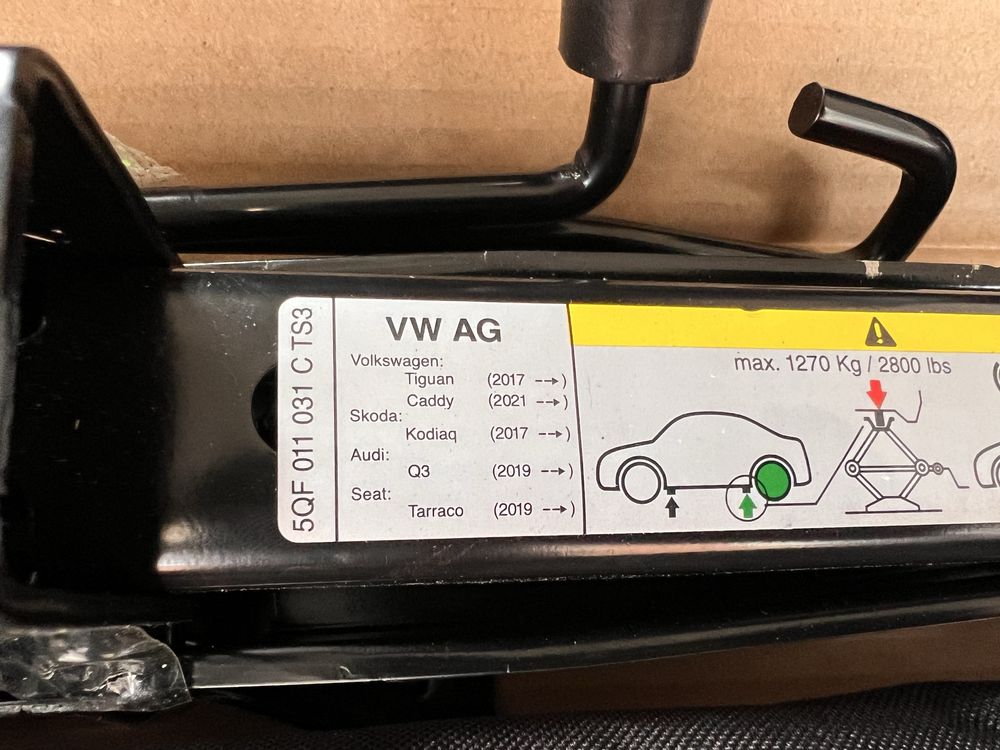 5QF 011 031 C TS3
VW AG
Volkswagen:
Tiguan (2017 -->)
Caddy (2021 -->)
Skoda:
Kodiaq (2017 -->)
Audi:
Q3 (2019 -->)
Seat:
Tarraco (2019 -->)
max. 1270 Kg / 2800 lbs